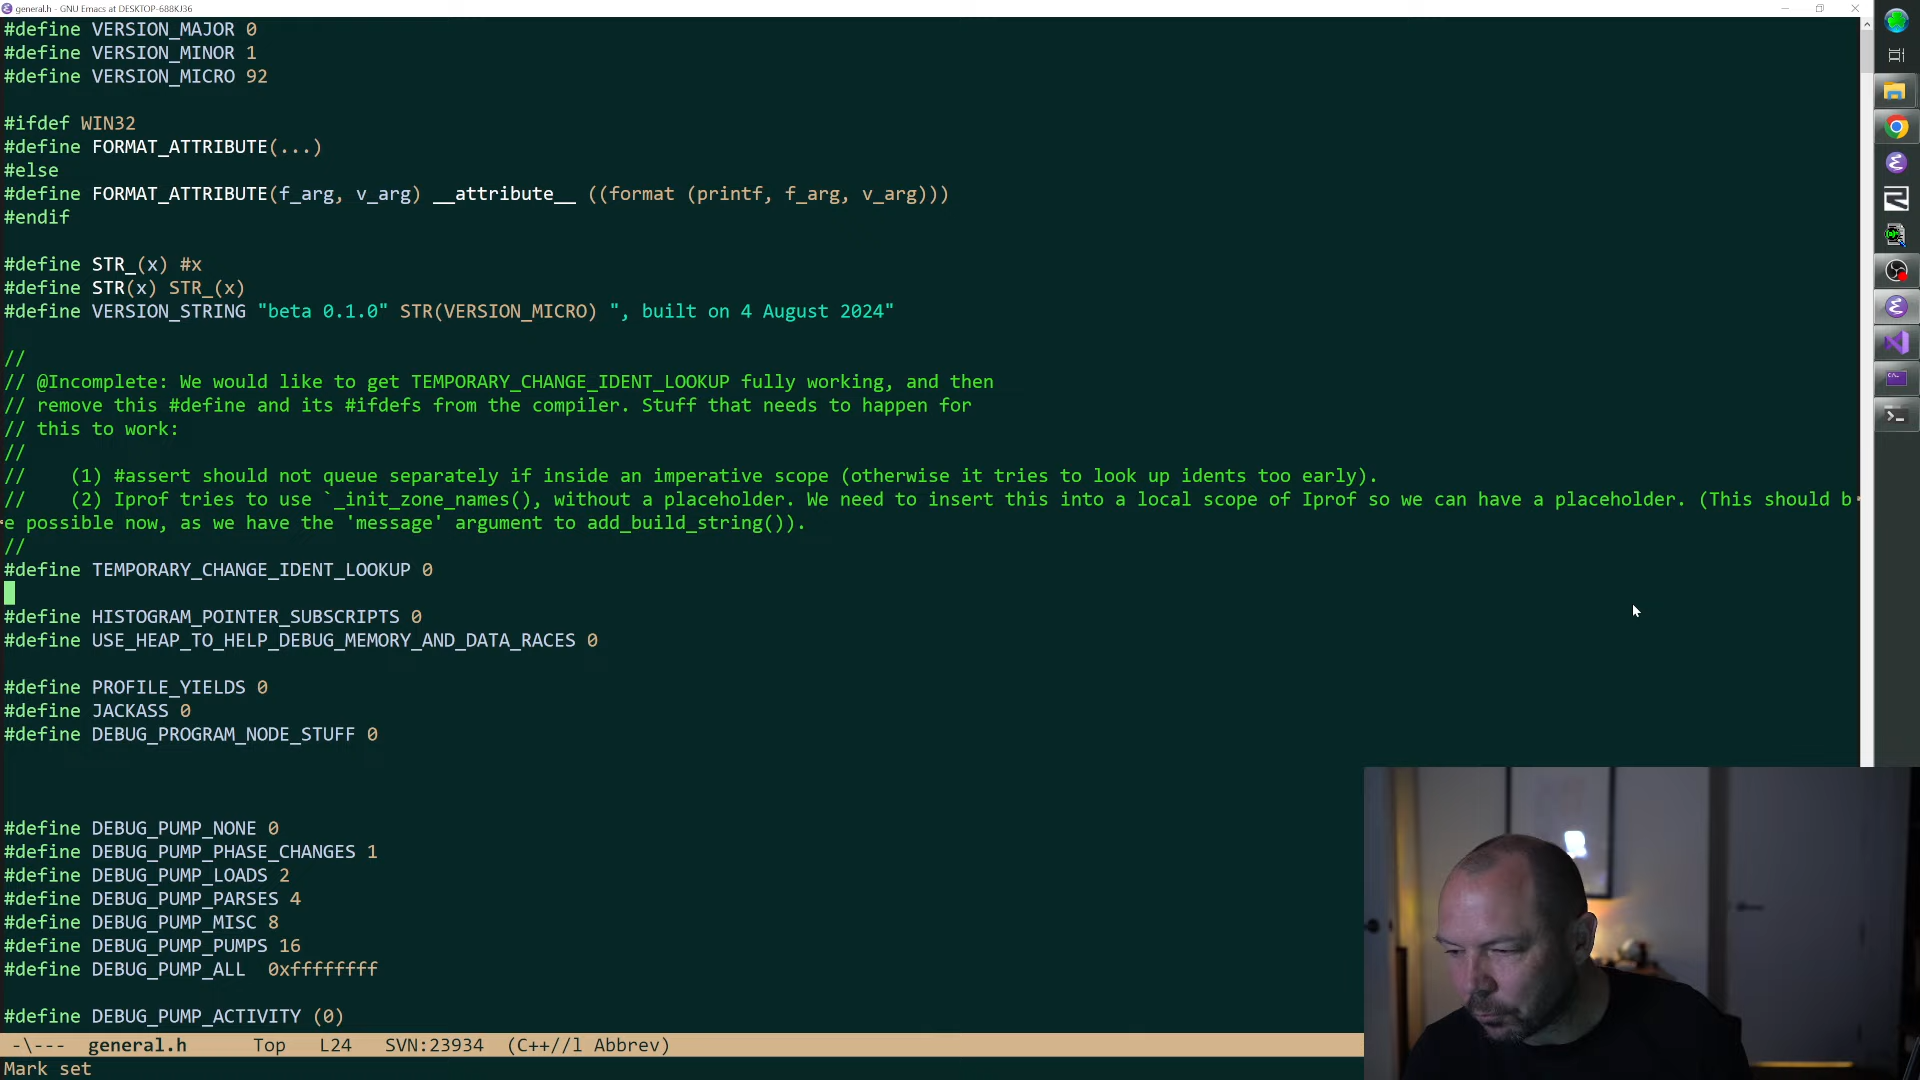 general.h - GNU Emacs at DESKTOP-688KJ36
#define VERSION_MAJOR 0
#define VERSION_MINOR 1
#define VERSION_MICRO 92
#ifdef WIN32
#define FORMAT_ATTRIBUTE(...)
#else
#define FORMAT_ATTRIBUTE(f_arg, v_arg) __attribute__ ((format (printf, f_arg, v_arg)))
#endif
#define STR_(x) #x
#define STR(x) STR_(x)
#define VERSION_STRING "beta 0.1.0" STR(VERSION_MICRO) ", built on 4 August 2024"
//
// @Incomplete: We would like to get TEMPORARY_CHANGE_IDENT_LOOKUP fully working, and then
// remove this #define and its #ifdefs from the compiler. Stuff that needs to happen for
// this to work:
//
//    (1) #assert should not queue separately if inside an imperative scope (otherwise it tries to look up idents too early).
//    (2) Iprof tries to use `_init_zone_names(), without a placeholder. We need to insert this into a local scope of Iprof so we can have a placeholder. (This should b
e possible now, as we have the 'message' argument to add_build_string()).
//
#define TEMPORARY_CHANGE_IDENT_LOOKUP 0
#define HISTOGRAM_POINTER_SUBSCRIPTS 0
#define USE_HEAP_TO_HELP_DEBUG_MEMORY_AND_DATA_RACES 0
#define PROFILE_YIELDS 0
#define JACKASS 0
#define DEBUG_PROGRAM_NODE_STUFF 0
#define DEBUG_PUMP_NONE 0
#define DEBUG_PUMP_PHASE_CHANGES 1
#define DEBUG_PUMP_LOADS 2
#define DEBUG_PUMP_PARSES 4
#define DEBUG_PUMP_MISC 8
#define DEBUG_PUMP_PUMPS 16
#define DEBUG_PUMP_ALL  0xffffffff
#define DEBUG_PUMP_ACTIVITY (0)
-\--- general.h Top L24 SVN:23934 (C++//l Abbrev)
Mark set